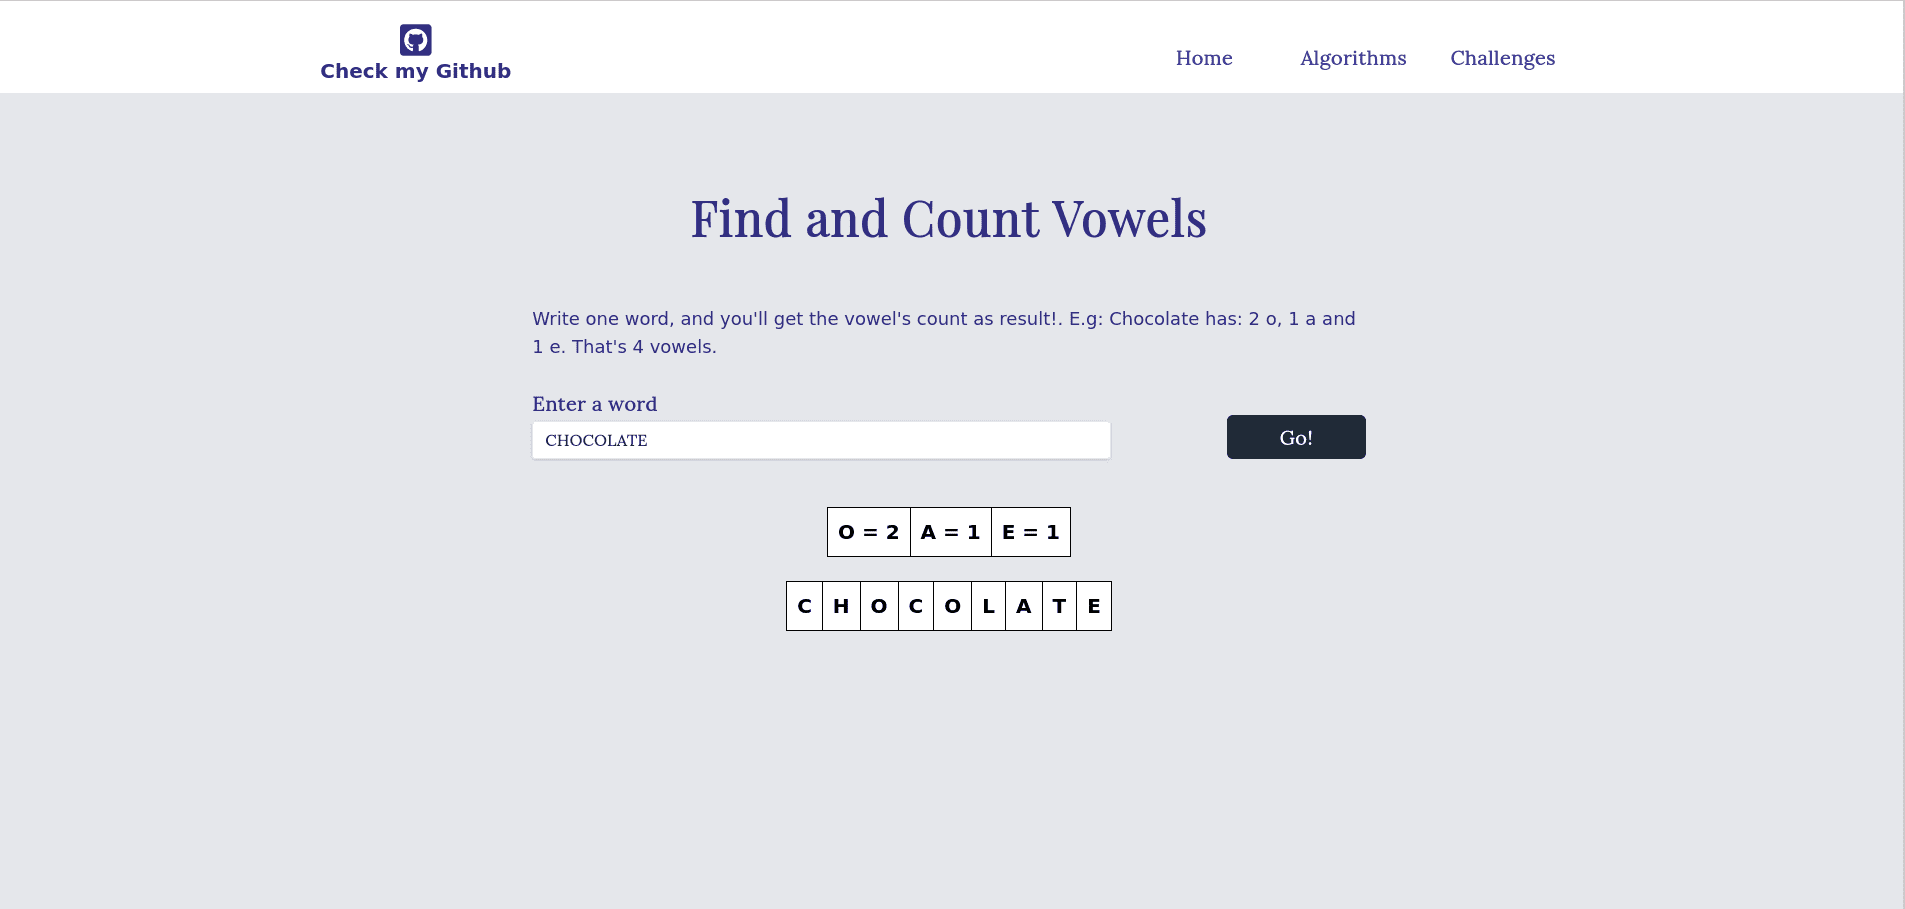 Check my Github
Home Algorithms Challenges
Find and Count Vowels
Write one word, and you'll get the vowel's count as result!. E.g: Chocolate has: 2 o, 1 a and
1 e. That's 4 vowels.
Enter a word
CHOCOLATE
Go!
O = 2 A = 1 E = 1
C H O C O L A T E